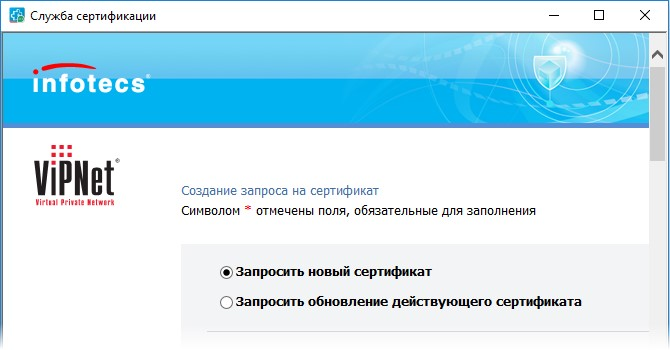 Служба сертификации
infotecs®
ViPNet®
Virtual Private Network
Создание запроса на сертификат
Символом * отмечены поля, обязательные для заполнения
Запросить новый сертификат
Запросить обновление действующего сертификата